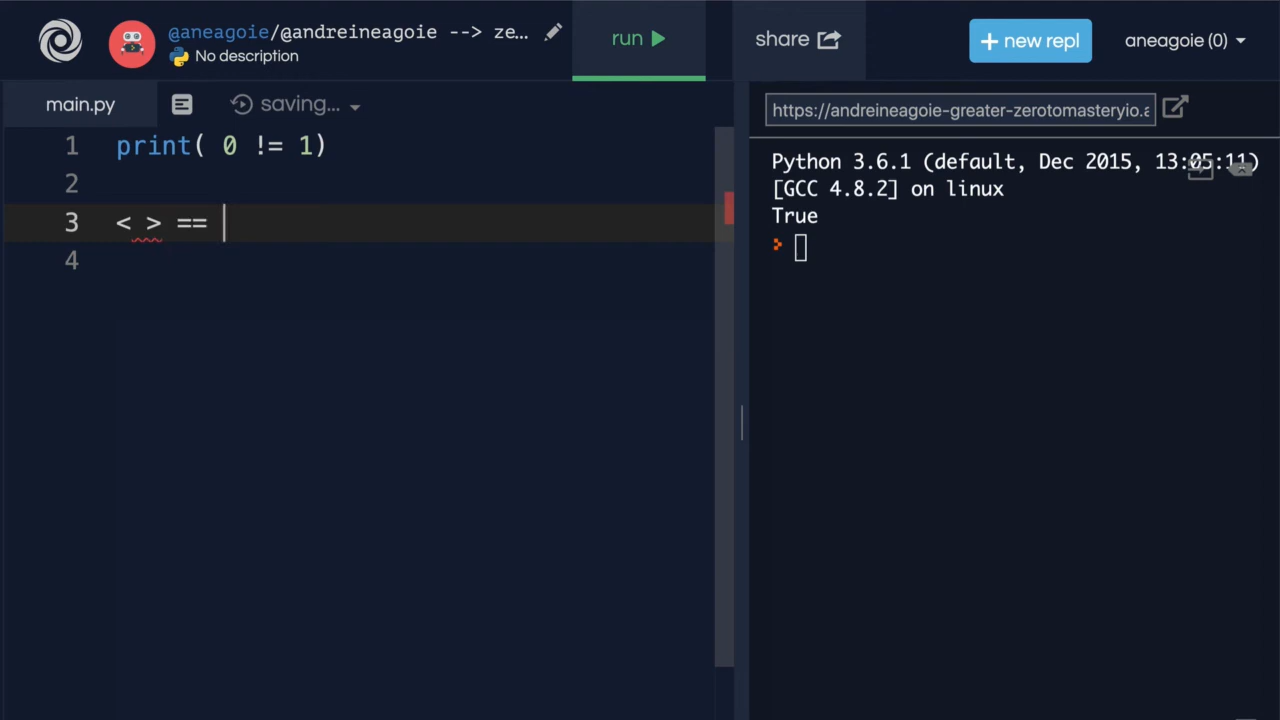 @aneagoie/@andreineagoie --> ze...
No description
run
share
+ new repl
aneagoie (0)
main.py
saving...
https://andreineagoie-greater-zerotomasteryio.a
1 print( 0 != 1)
2
3 < > ==
4
Python 3.6.1 (default, Dec 2015, 13:05:11)
[GCC 4.8.2] on linux
True